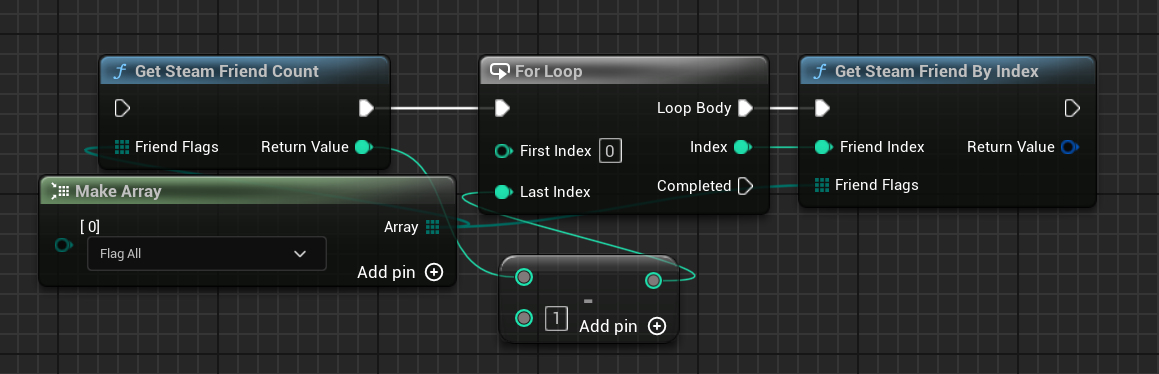 Get Steam Friend Count
Friend Flags
Return Value
Make Array
[ 0]
Flag All
Array
Add pin
For Loop
First Index 0
Last Index
Loop Body
Index
Completed
-
1
Add pin
Get Steam Friend By Index
Friend Index
Return Value
Friend Flags